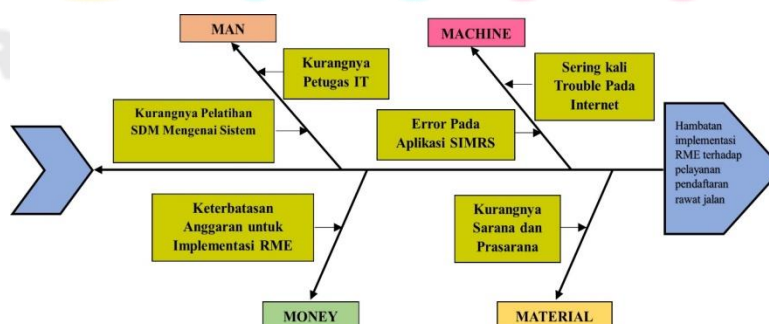 MAN
MACHINE
Kurangnya
Petugas IT
Sering kali
Trouble Pada
Internet
Kurangnya Pelatihan
SDM Mengenai Sistem
Error Pada
Aplikasi SIMRS
Hambatan
implementasi
RME terhadap
pelayanan
pendaftaran
rawat jalan
Keterbatasan
Anggaran untuk
Implementasi RME
Kurangnya
Sarana dan
Prasarana
MONEY
MATERIAL